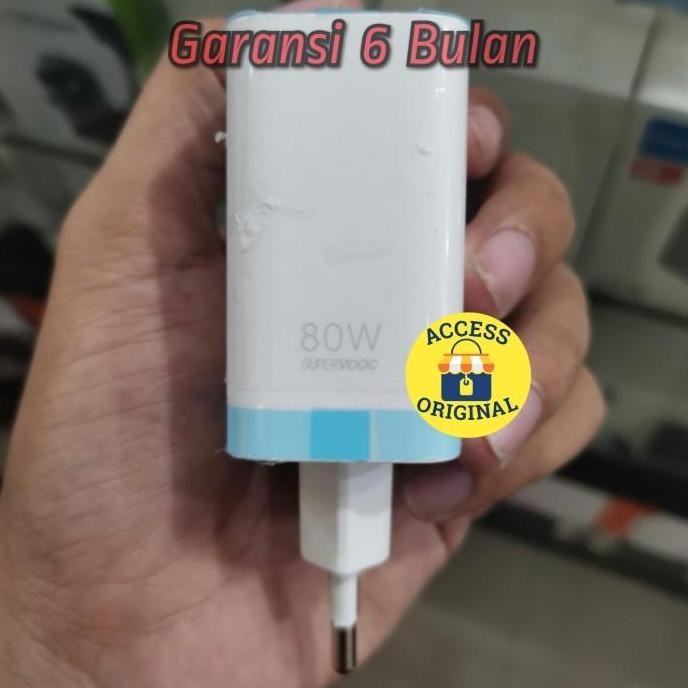 Garansi 6 Bulan
80W
SUPERVOOC
ACCESS
ORIGINAL